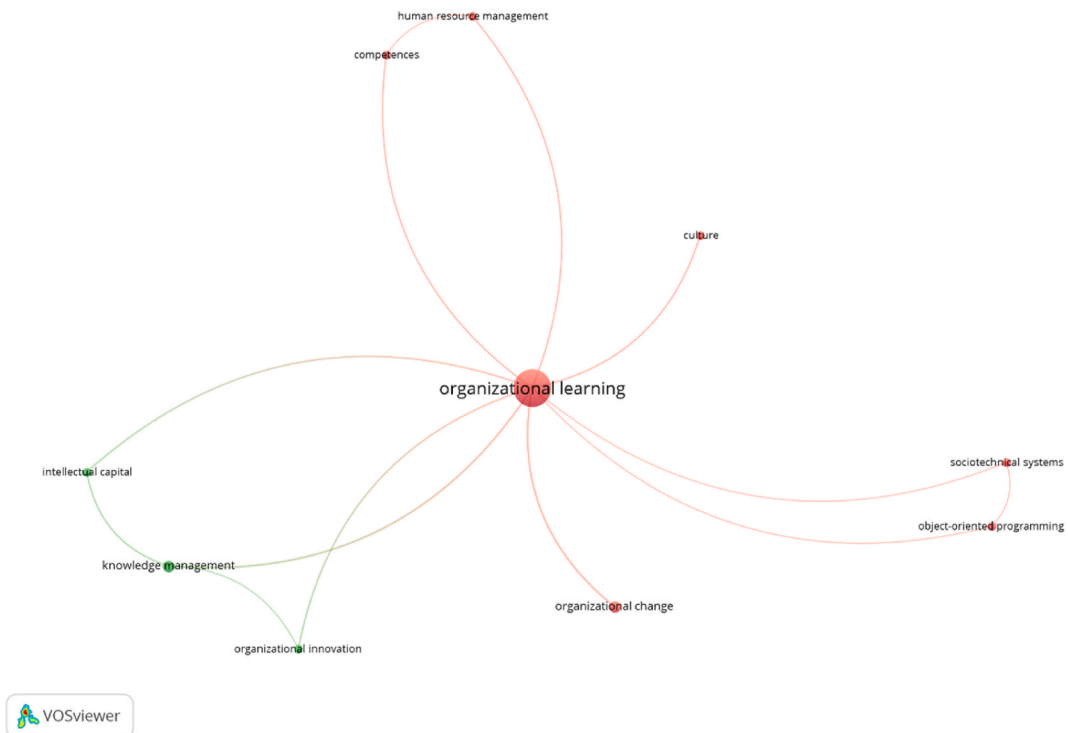 human resource management
competences
culture
organizational learning
intellectual capital
sociotechnical systems
object-oriented programming
knowledge management
organizational change
organizational innovation
VOSviewer